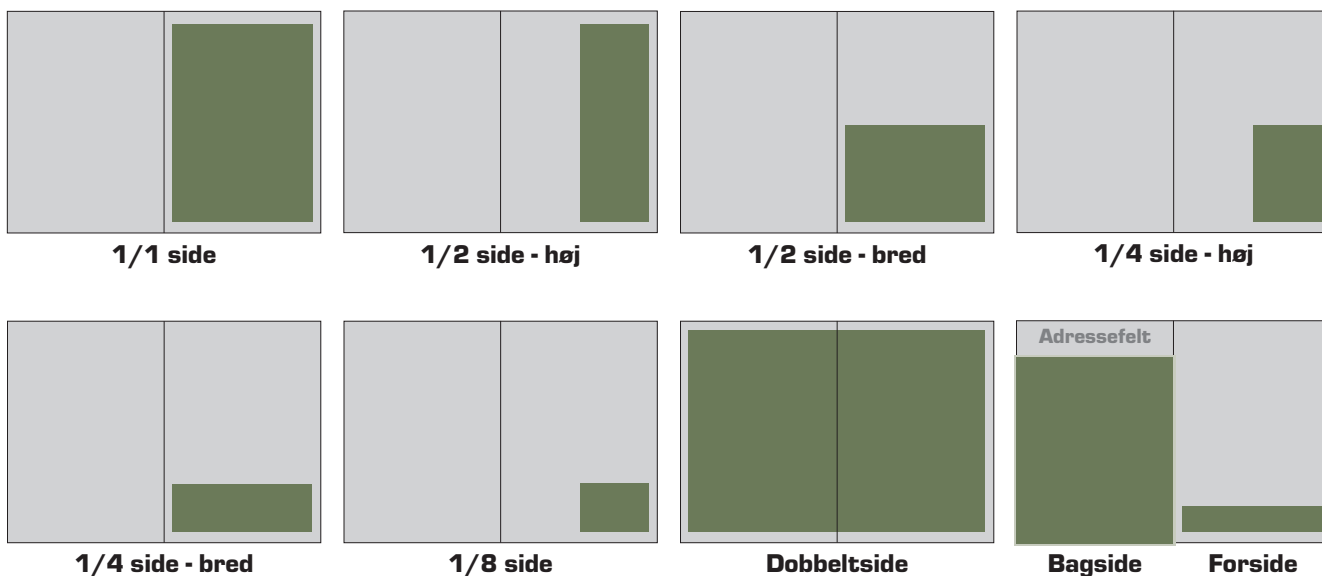 1/1 side
1/2 side - høj
1/2 side - bred
1/4 side - høj
Adressefelt
1/4 side - bred
1/8 side
Dobbeltside
Bagside
Forside